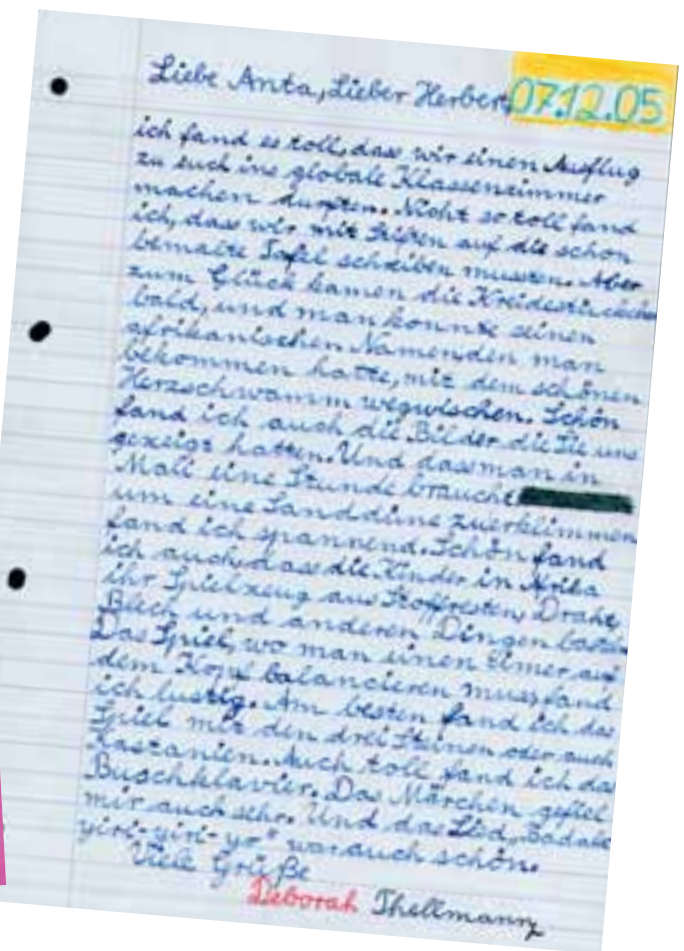 Liebe Anta, Lieber Herbert,
07.12.05
ich fand es toll, dass wir einen Ausflug
zu euch ins globale Klassenzimmer
machen durften. Nicht so toll fand
ich, dass wir mit Stiften auf die schon
bemalte Tafel schreiben mussten. Aber
zum Glück kamen die Kreidestückchen
bald, und man konnte seinen
afrikanischen Namen den man
bekommen hatte, mit dem schönen
Herzschwamm wegwischen. Schön
fand ich auch die Bilder die Sie uns
gezeigt hatten. Und dass man in
Mali eine Stunde braucht
um eine Sanddüne zuerklimmen
fand ich spannend. Schön fand
ich auch, dass die Kinder in Afrika
ihr Spielzeug aus Stoffresten, Draht,
Blech und anderen Dingen
Das Spiel, wo man einen Eimer auf
dem Kopf balancieren muss, fand
ich lustig. Am besten fand ich das
Spiel mit den drei Steinen oder auch
Kastanien. Auch toll fand ich das
Buschklavier. Das Märchen gefiel
mir auch sehr. Und das Lied „
yiri-yiri-yo" war auch schön.
Viele Grüße
Deborah Thellmann